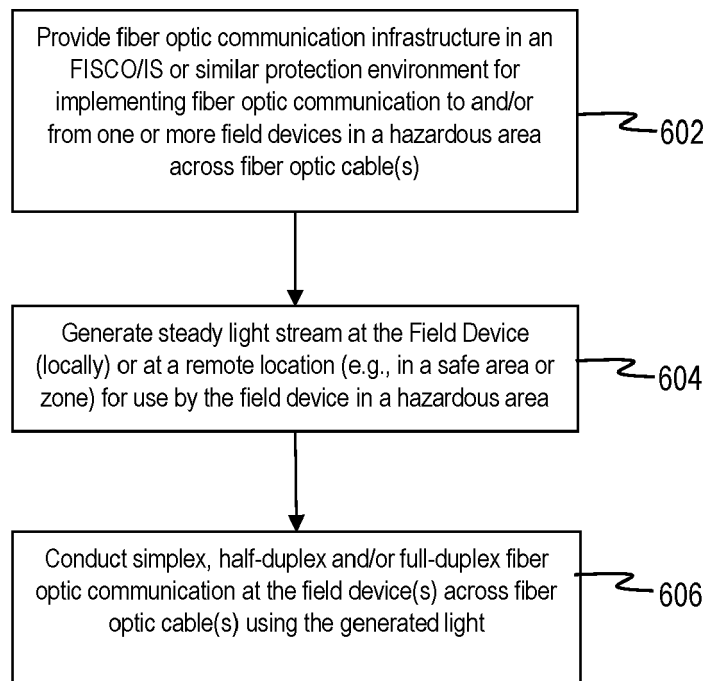 Provide fiber optic communication infrastructure in an
FISCO/IS or similar protection environment for
implementing fiber optic communication to and/or
from one or more field devices in a hazardous area
across fiber optic cable(s)
602
Generate steady light stream at the Field Device
(locally) or at a remote location (e.g., in a safe area or
zone) for use by the field device in a hazardous area
604
Conduct simplex, half-duplex and/or full-duplex fiber
optic communication at the field device(s) across fiber
optic cable(s) using the generated light
606